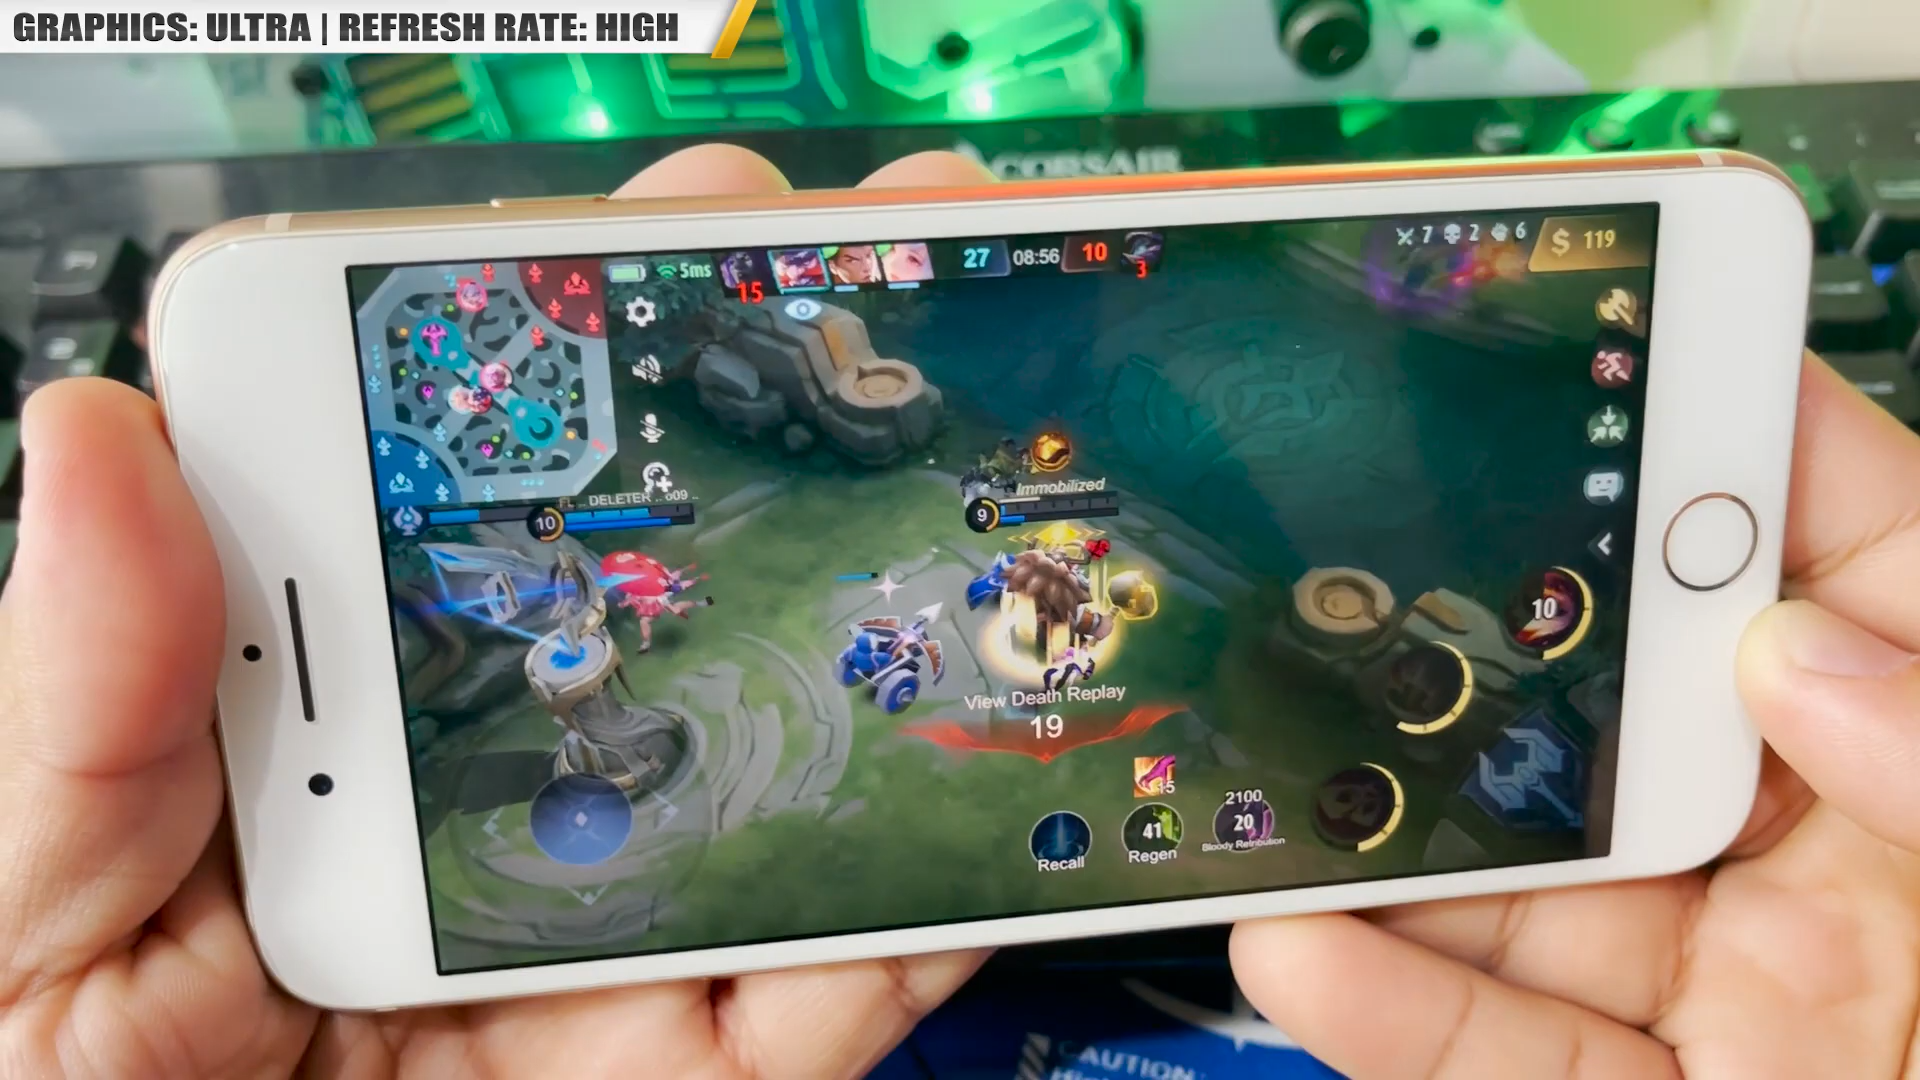 GRAPHICS: ULTRA | REFRESH RATE: HIGH
CORSAIR
5ms
15
27
08:56
10
3
7
2
6
$ 119
DELETER
10
Immobilized
9
10
View Death Replay
19
15
2100
41
20
Recall
Regen
Bloody Retribution
CAUTION